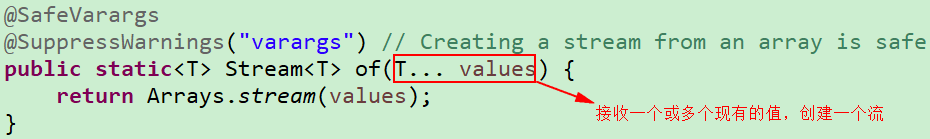 @SafeVarargs
@SuppressWarnings("varargs") // Creating a stream from an array is safe
public static<T> Stream<T> of(T... values) {
    return Arrays.stream(values);
接收一个或多个现有的值，创建一个流
}